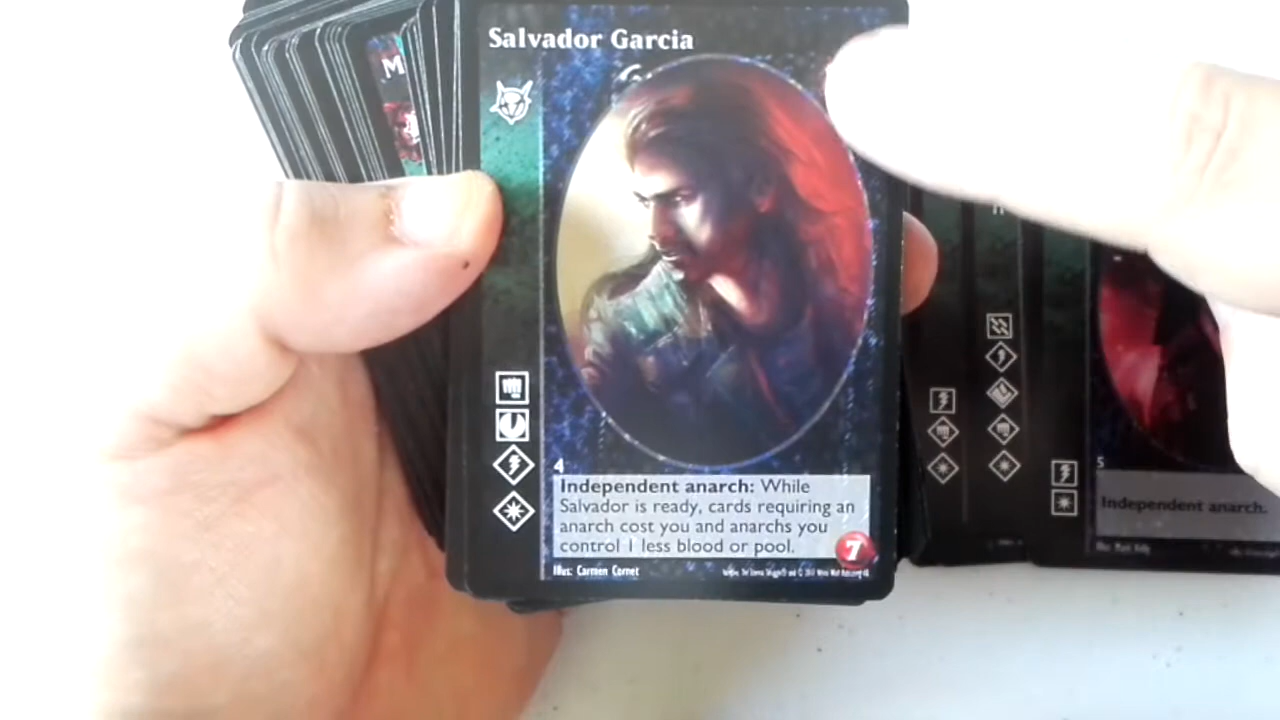 Salvador Garcia
M
4
Independent anarch: While
Salvador is ready, cards requiring an
anarch cost you and anarchs you
control 1 less blood or pool.
7
Illus: Carmen Cornet
5
Independent anarch.